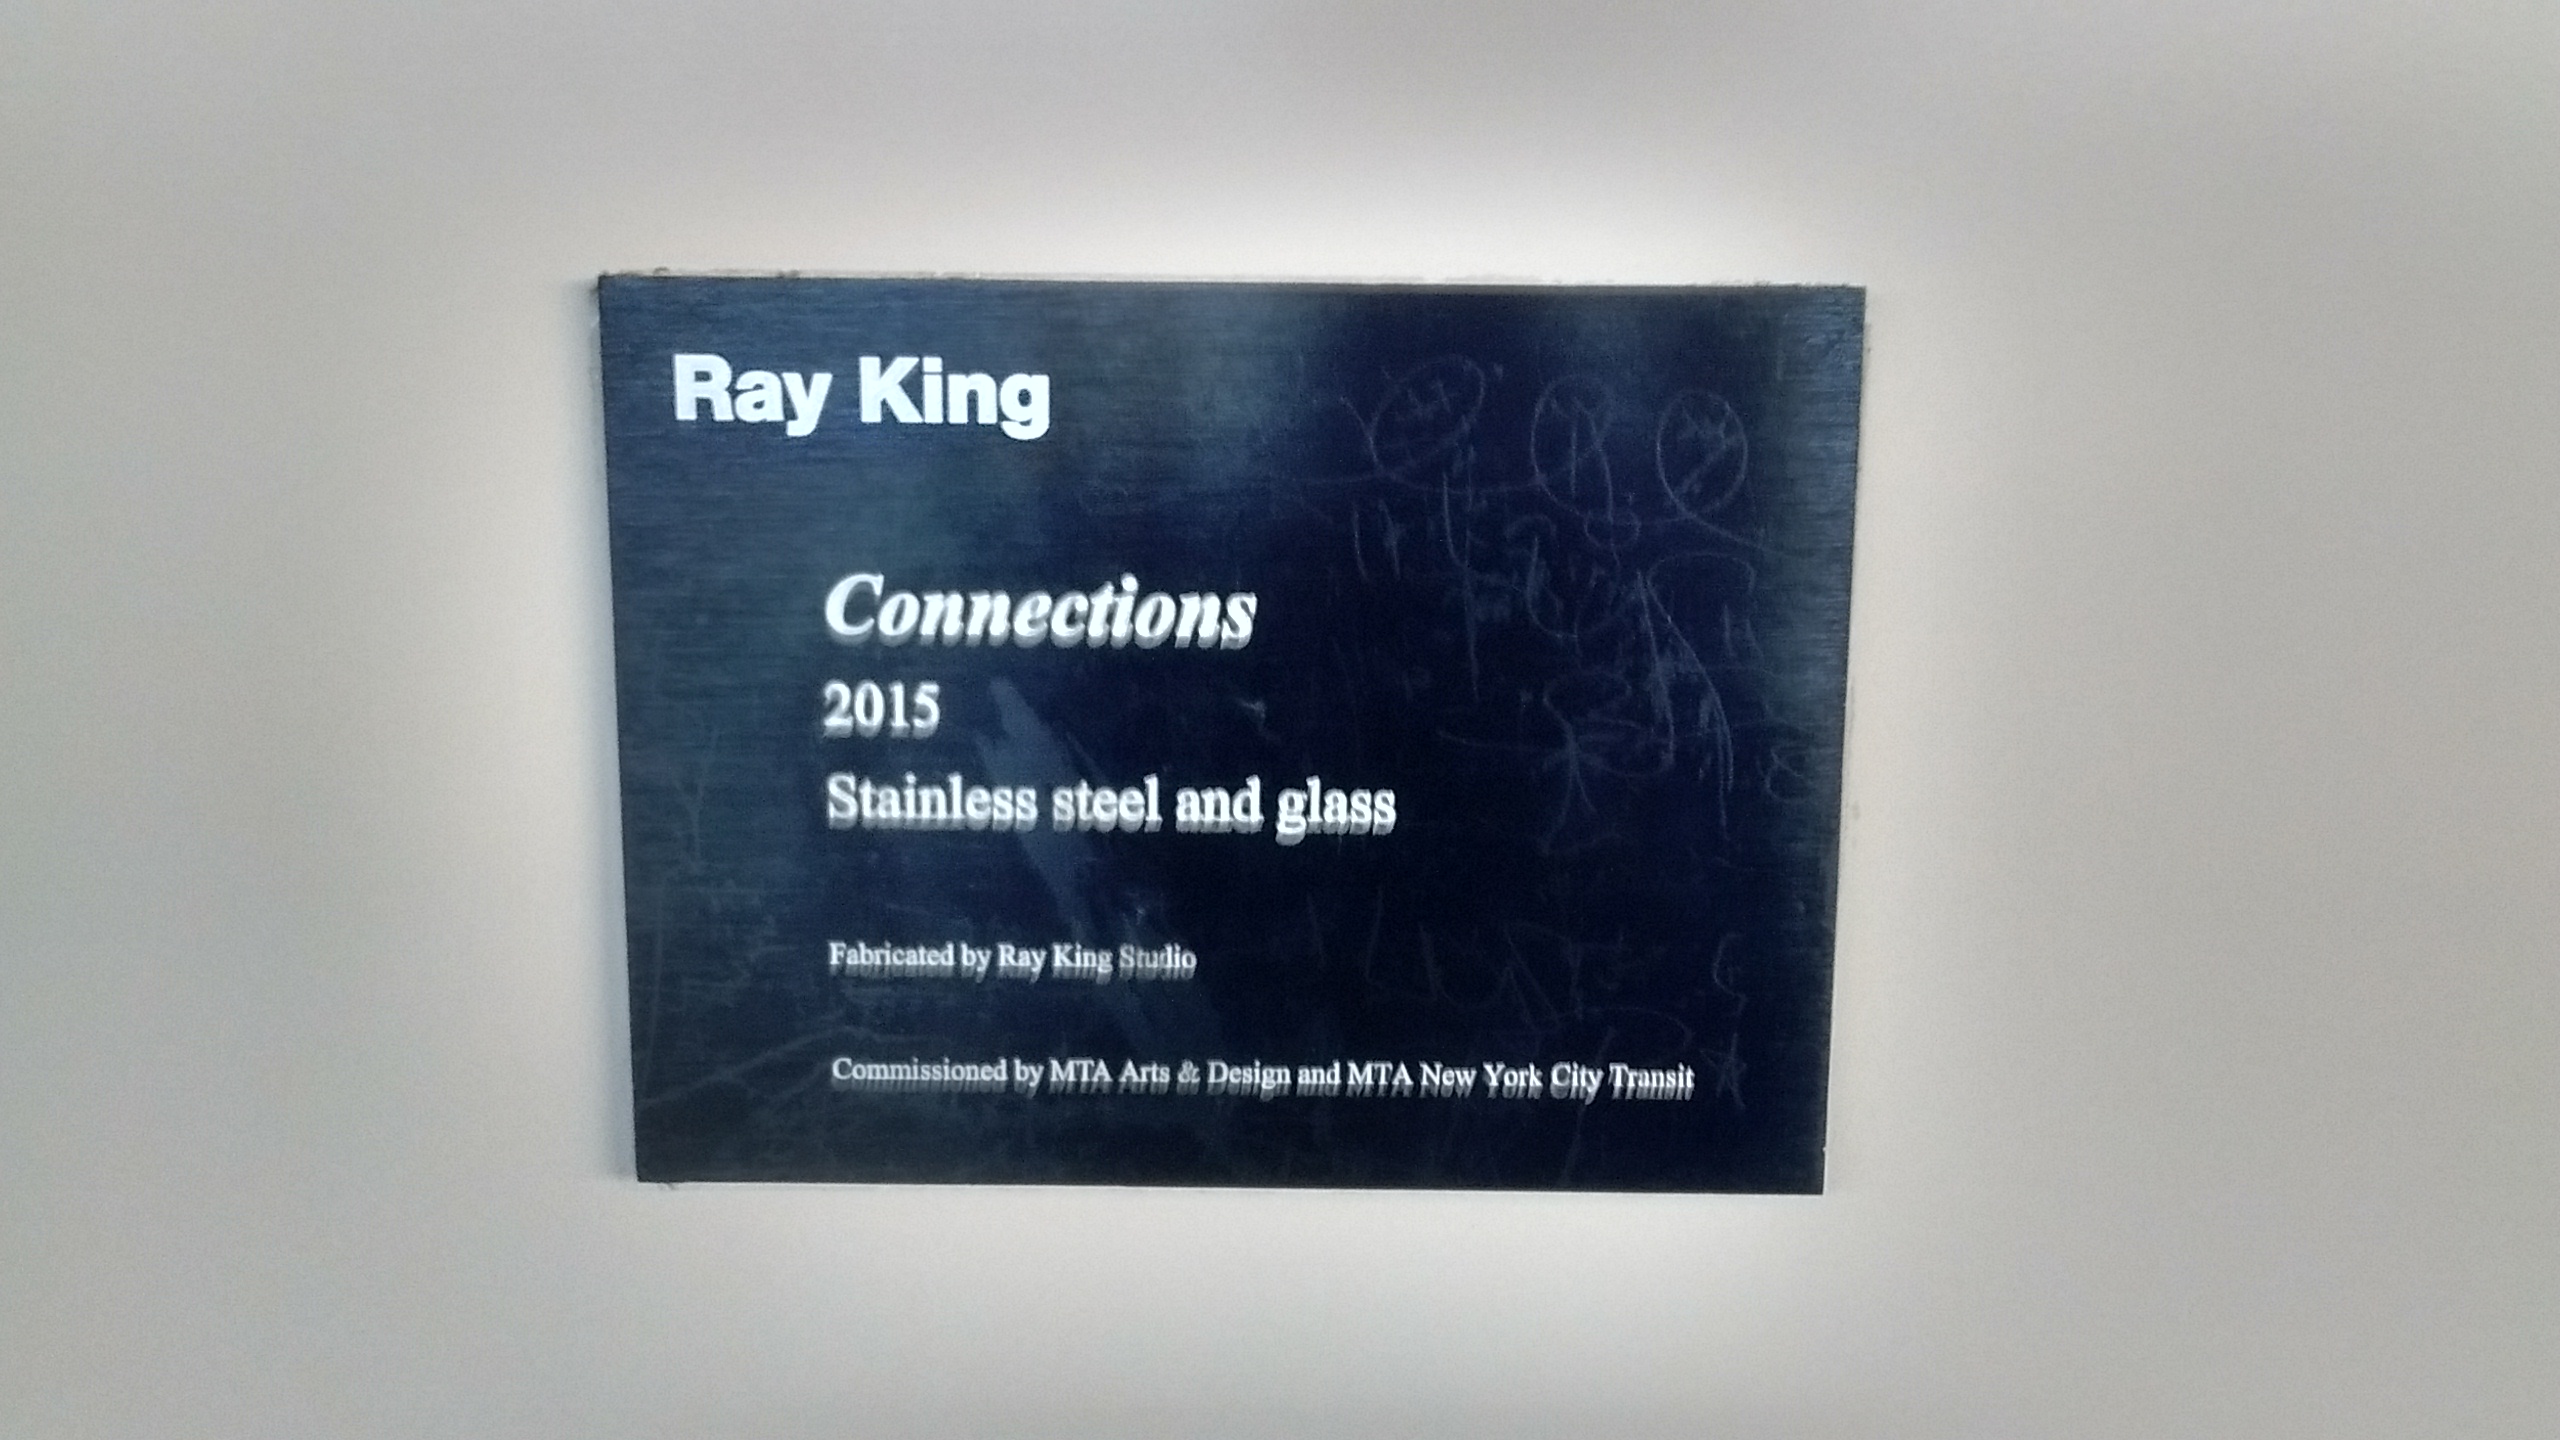 Ray King
Connections
2015
Stainless steel and glass
Fabricated by Ray King Studio
Commissioned by MTA Arts & Design and MTA New York City Transit